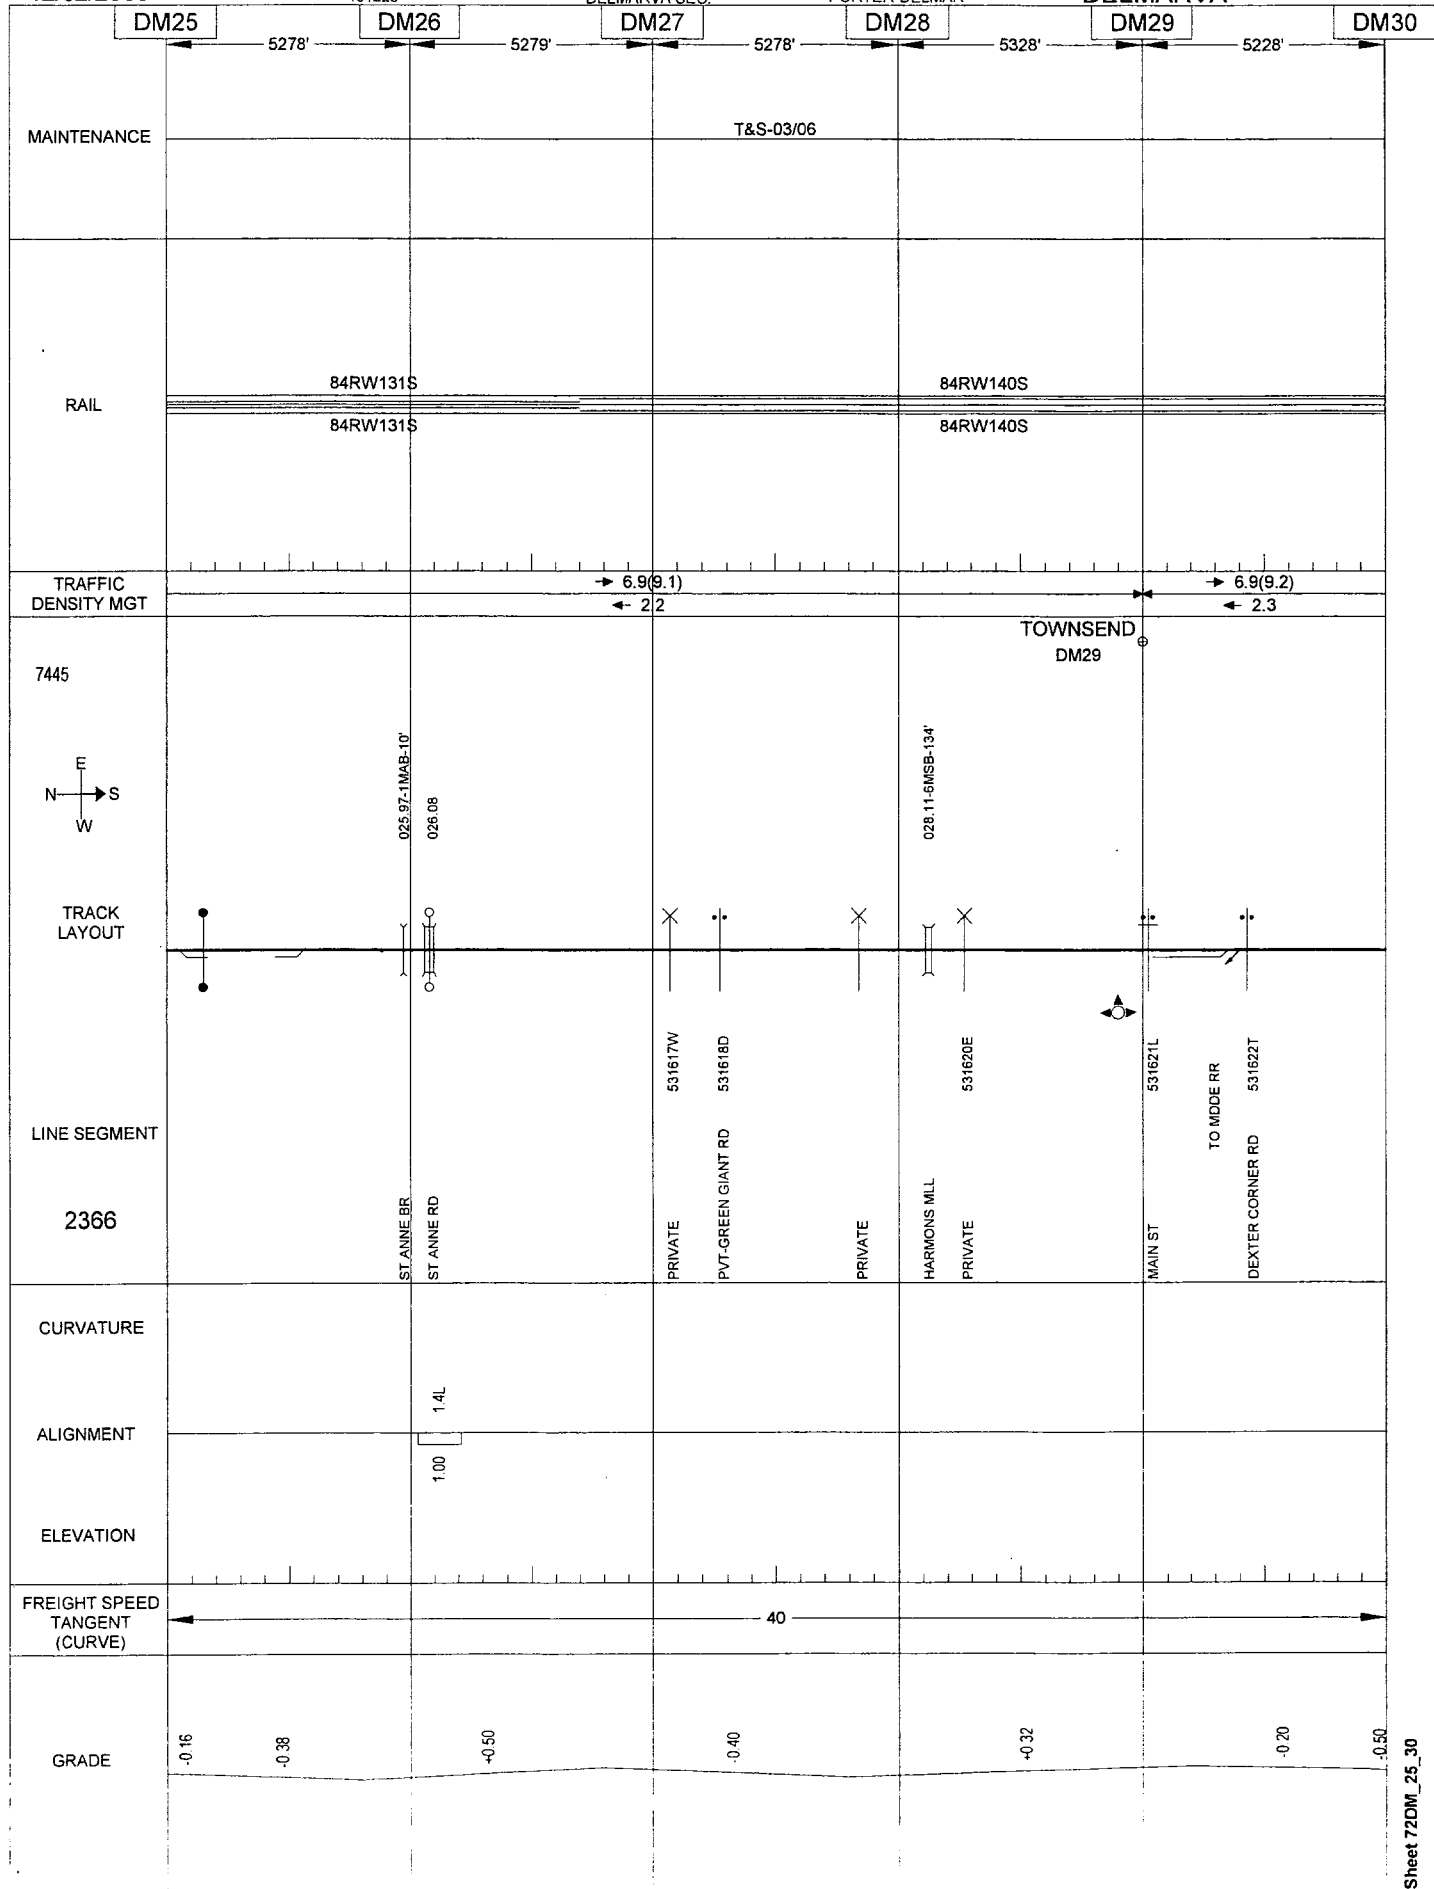 DELMARVA
DM25 DM26 DM27 DM28 DM29 DM30
5278' 5279' 5278' 5328' 5228'
MAINTENANCE
T&S-03/06
RAIL
84RW131S 84RW140S
84RW131S 84RW140S
TRAFFIC
DENSITY MGT
6.9(9.1) 6.9(9.2)
2.2 2.3
TOWNSEND
DM29
7445
E
N S
W
025.97-1MAB-10'
026.08
028.11-6MSB-134'
TRACK
LAYOUT
531617W
531618D
531620E
531621L
531622T
LINE SEGMENT
2366
ST ANNE BR
ST ANNE RD
PRIVATE
PVT-GREEN GIANT RD
PRIVATE
HARMONS MLL
PRIVATE
MAIN ST
TO MDDE RR
DEXTER CORNER RD
CURVATURE
ALIGNMENT
1.4L
1.00
ELEVATION
FREIGHT SPEED
TANGENT
(CURVE)
40
GRADE
-0.16
-0.38
+0.50
-0.40
+0 32
-0.20
-0.50
Sheet 72DM_25_30